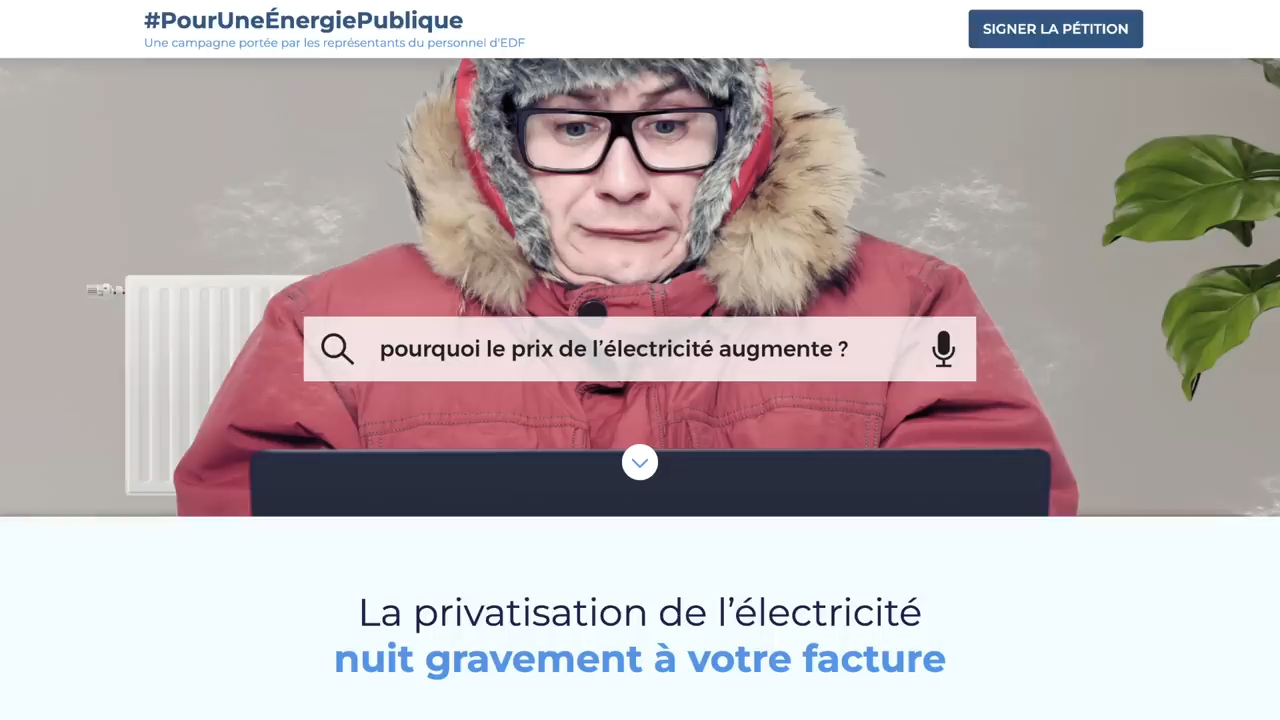 #PourUneÉnergiePublique
Une campagne portée par les représentants du personnel d'EDF
SIGNER LA PÉTITION
pourquoi le prix de l’électricité augmente ?
La privatisation de l’électricité
nuit gravement à votre facture